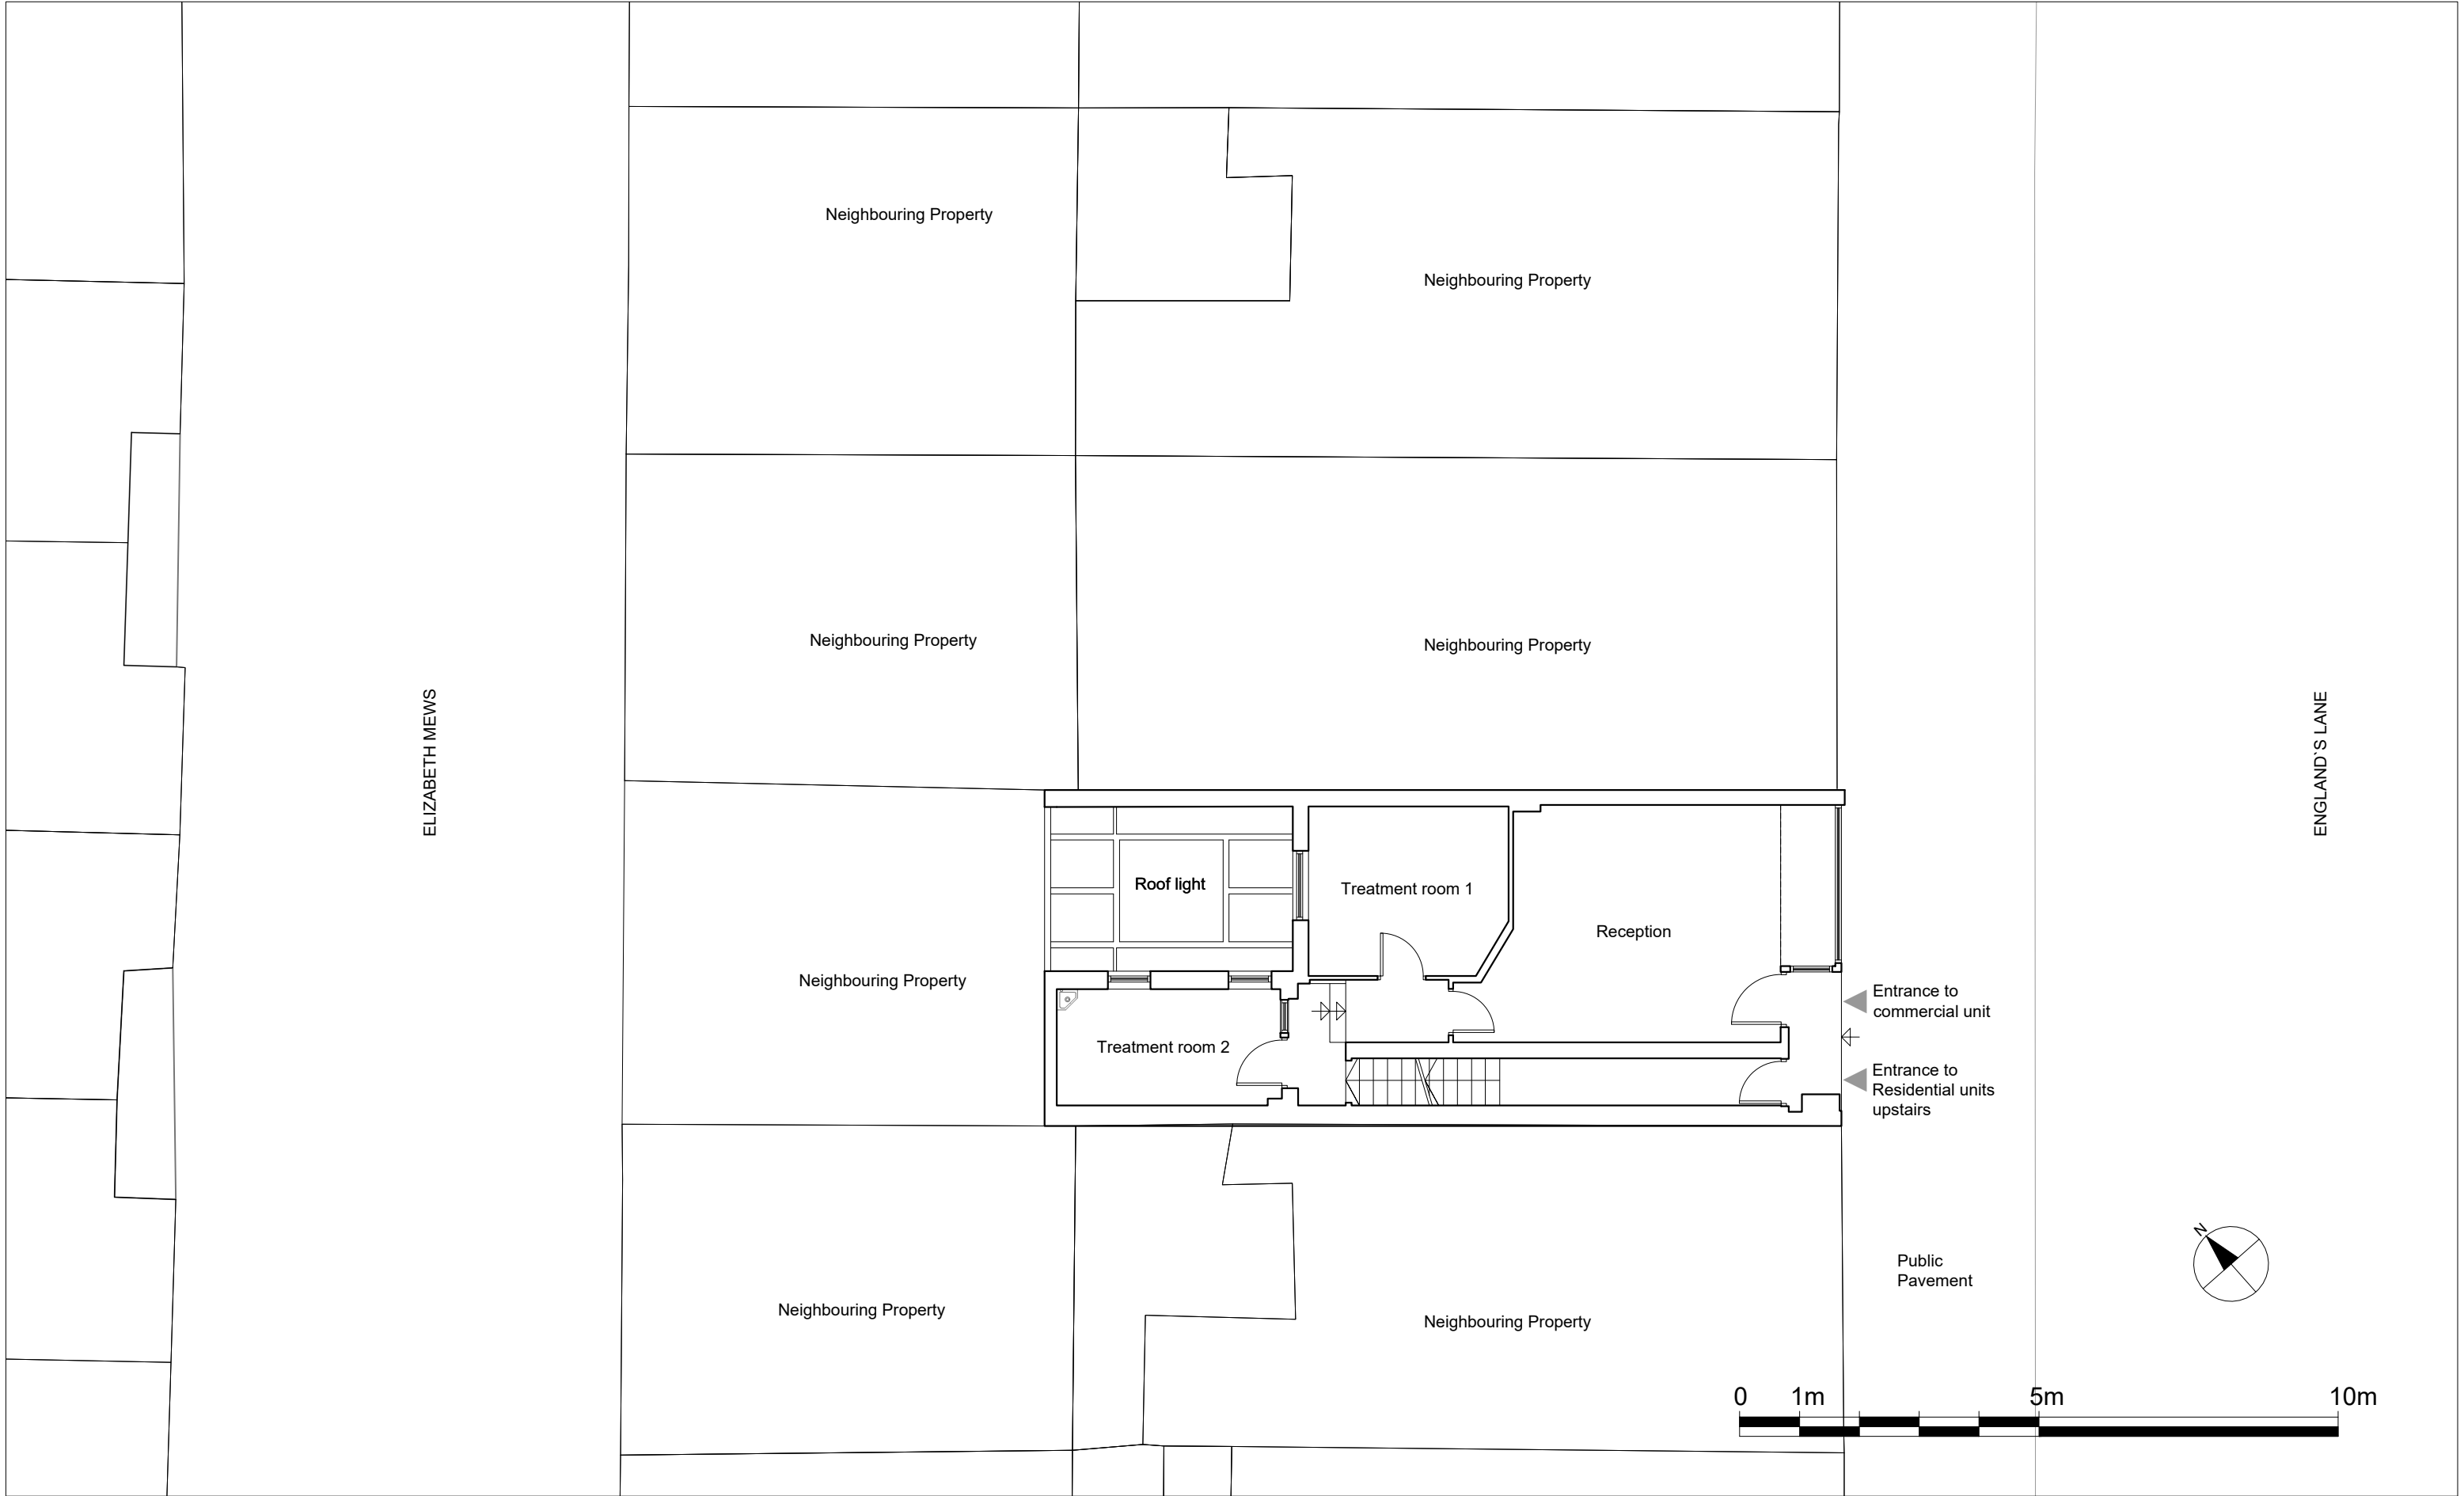 Neighbouring Property
Neighbouring Property
Neighbouring Property
Neighbouring Property
ELIZABETH MEWS
ENGLAND`S LANE
Roof light
Treatment room 1
Reception
Neighbouring Property
Entrance to
commercial unit
Treatment room 2
Entrance to
Residential units
upstairs
N
Public
Pavement
Neighbouring Property
Neighbouring Property
0 1m 5m 10m